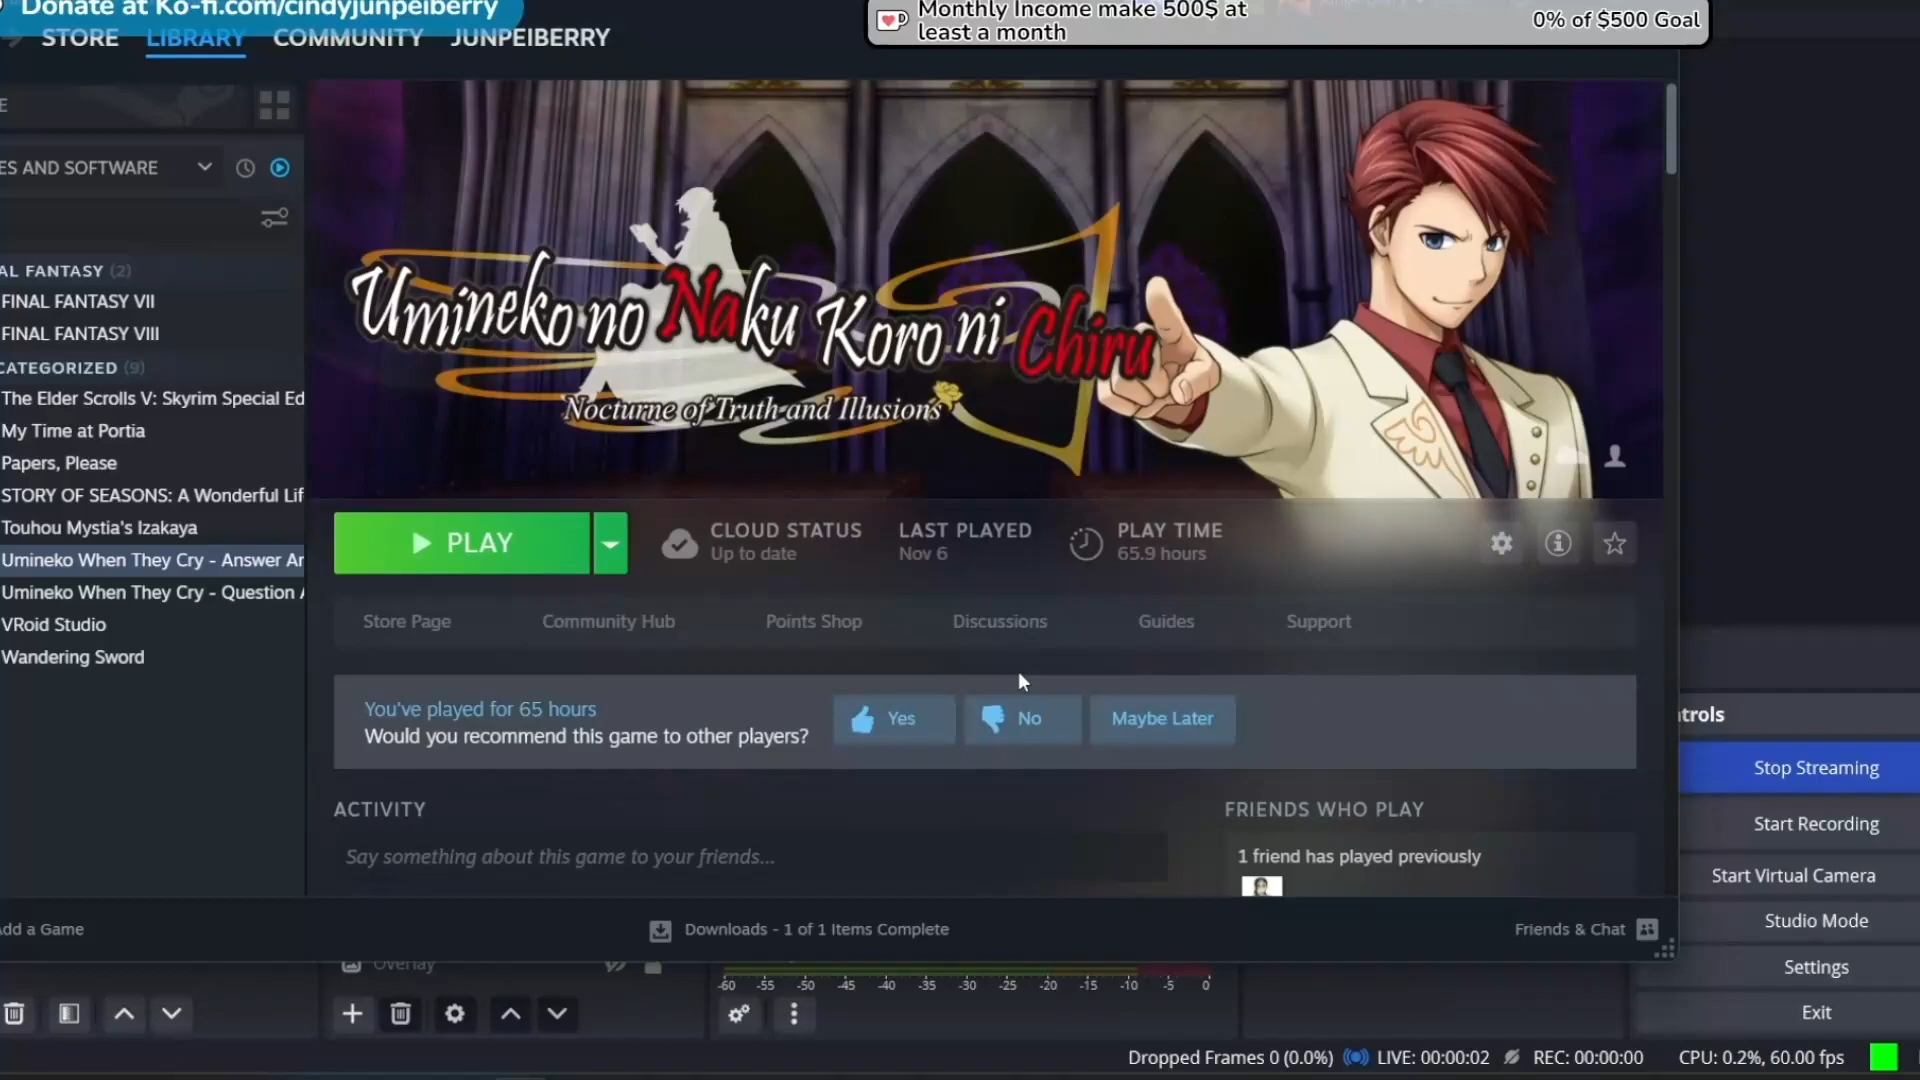 Donate at Ko-fi.com/cindyjunpeiberry
Monthly Income make 500$ at
least a month
0% of $500 Goal
STORE LIBRARY COMMUNITY JUNPEIBERRY
E
ES AND SOFTWARE
AL FANTASY (2)
FINAL FANTASY VII
FINAL FANTASY VIII
CATEGORIZED (9)
The Elder Scrolls V: Skyrim Special Ed
My Time at Portia
Papers, Please
STORY OF SEASONS: A Wonderful Lif
Touhou Mystia's Izakaya
Umineko When They Cry - Answer Ar
Umineko When They Cry - Question A
VRoid Studio
Wandering Sword
Umineko no Naku Koro ni Chiru
Nocturne of Truth and Illusions
PLAY
CLOUD STATUS
Up to date
LAST PLAYED
Nov 6
PLAY TIME
65.9 hours
Store Page Community Hub Points Shop Discussions Guides Support
You've played for 65 hours
Would you recommend this game to other players?
Yes No Maybe Later
ACTIVITY
Say something about this game to your friends...
FRIENDS WHO PLAY
1 friend has played previously
dd a Game
Downloads - 1 of 1 Items Complete
Friends & Chat
trols
Stop Streaming
Start Recording
Start Virtual Camera
Studio Mode
Settings
Exit
Overlay
-60 -55 -50 -45 -40 -35 -30 -25 -20 -15 -10 -5 0
Dropped Frames 0 (0.0%) LIVE: 00:00:02 REC: 00:00:00 CPU: 0.2%, 60.00 fps